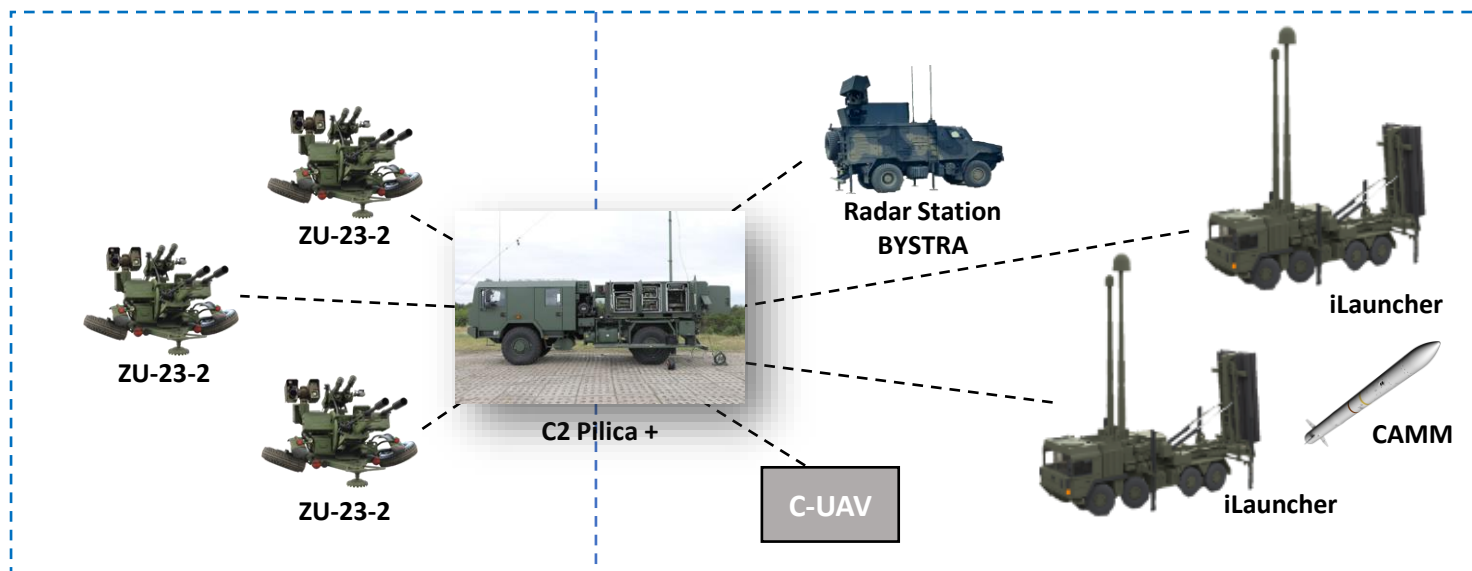 ZU-23-2
ZU-23-2
ZU-23-2
C2 Pilica +
Radar Station
BYSTRA
iLauncher
iLauncher
CAMM
C-UAV